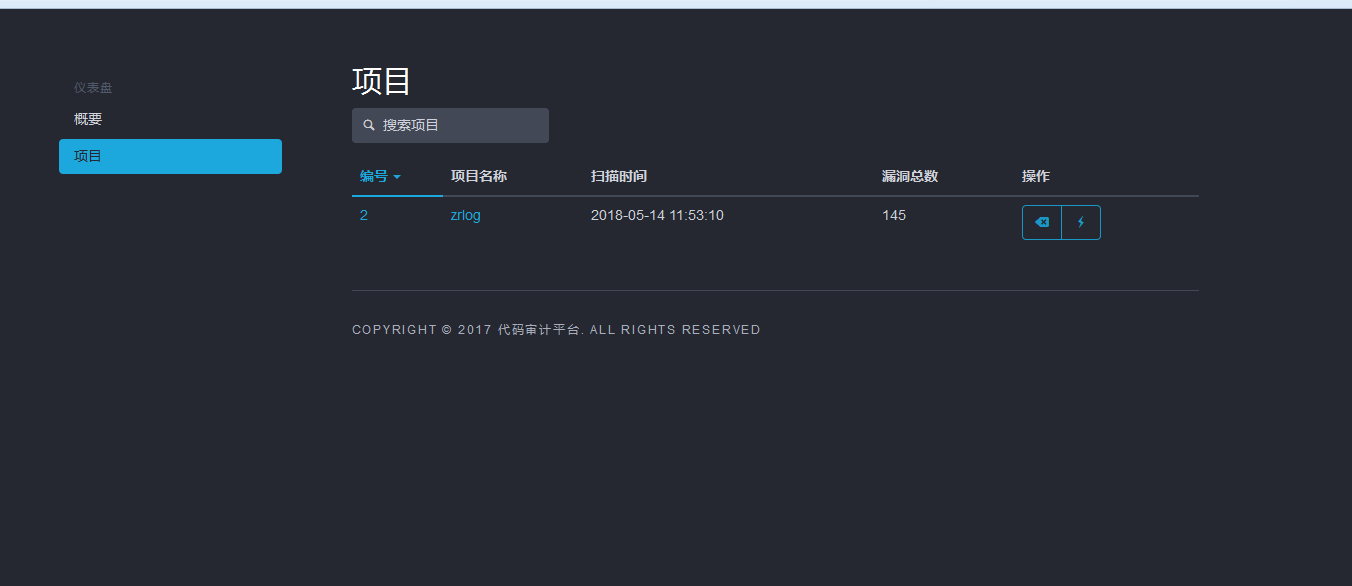 仪表盘
概要
项目
项目
搜索项目
编号 项目名称 扫描时间 漏洞总数 操作
2 zrlog 2018-05-14 11:53:10 145
COPYRIGHT © 2017 代码审计平台. ALL RIGHTS RESERVED